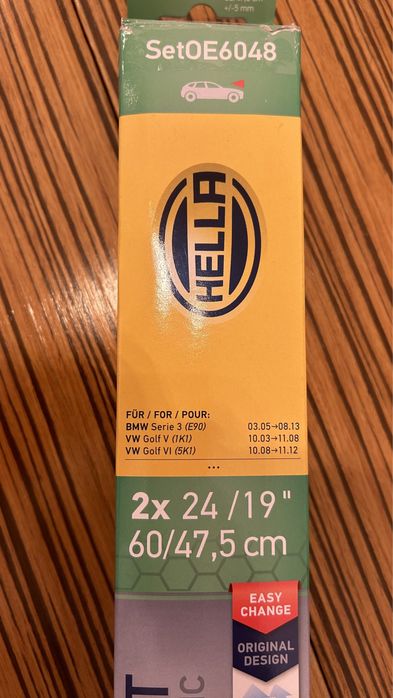 +/-5 mm
SetOE6048
HELLA
FÜR / FOR / POUR:
BMW Serie 3 (E90) 03.05→08.13
VW Golf V (1K1) 10.03→11.08
VW Golf VI (5K1) 10.08→11.12
...
2x 24 /19"
60/47,5 cm
EASY
CHANGE
ORIGINAL
DESIGN
T
C